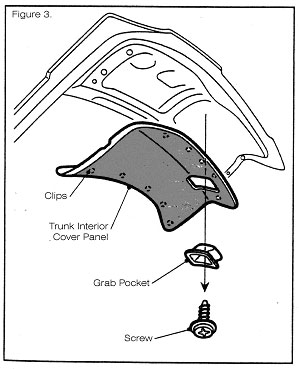 Figure 3.
Clips
Trunk Interior
Cover Panel
Grab Pocket
Screw